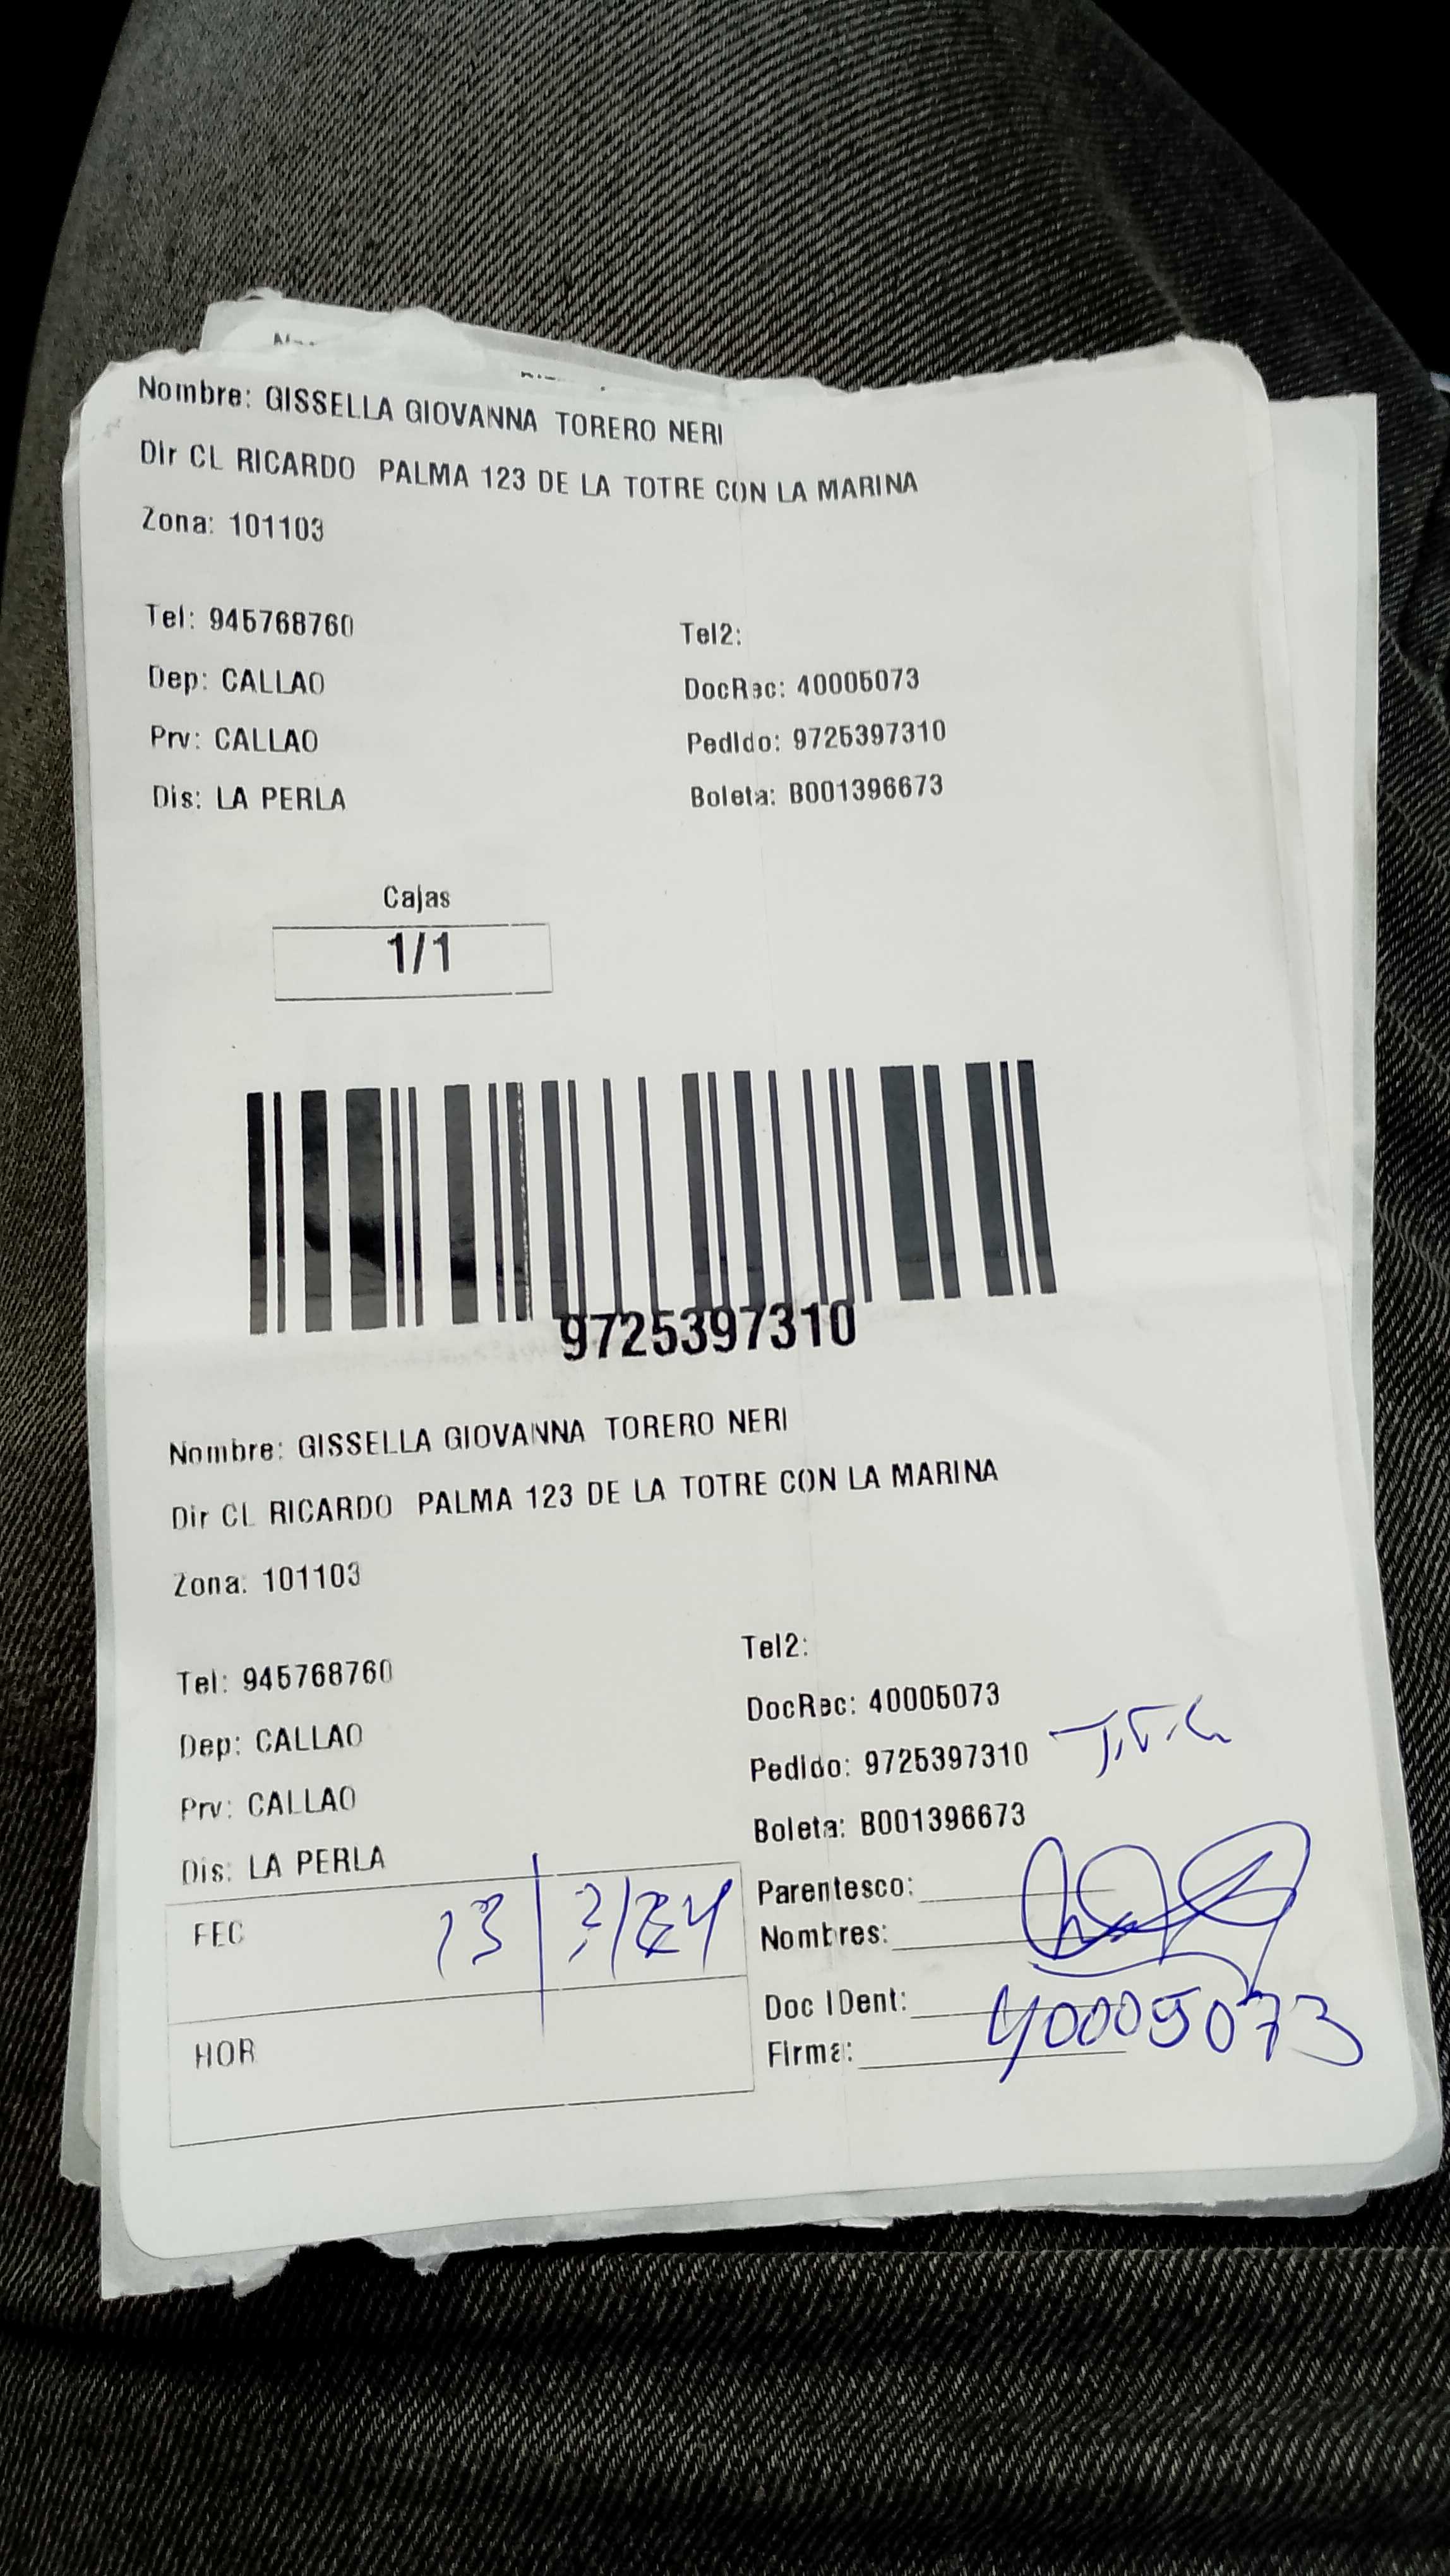 Nombre: GISSELLA GIOVANNA TORERO NERI
Dir CL RICARDO PALMA 123 DE LA TOTRE CON LA MARINA
Zona: 101103
Tel: 945768760
Tel2:
Dep: CALLAO
DocRec: 40005073
Prv: CALLAO
Pedido: 9725397310
Dis: LA PERLA
Boleta: B001396673
Cajas
1/1
9725397310
Nombre: GISSELLA GIOVANNA TORERO NERI
Dir CL RICARDO PALMA 123 DE LA TOTRE CON LA MARINA
Zona: 101103
Tel2:
Tel: 945768760
DocRec: 40005073
Dep: CALLAO
Pedido: 9725397310
Prv: CALLAO
Boleta: B001396673
Dis: LA PERLA
Parentesco:
FEC 13/3/24
Nombres:
Doc IDent: 40005073
HOR
Firma: